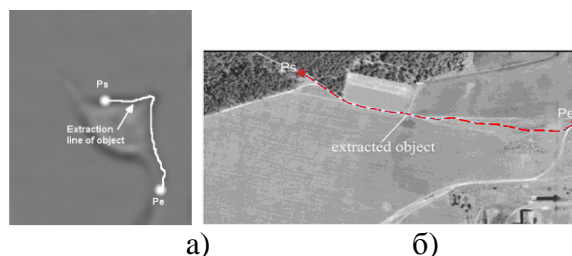 Ps
Extraction
line of object
Pe
Ps
extracted object
Pe
а)
б)